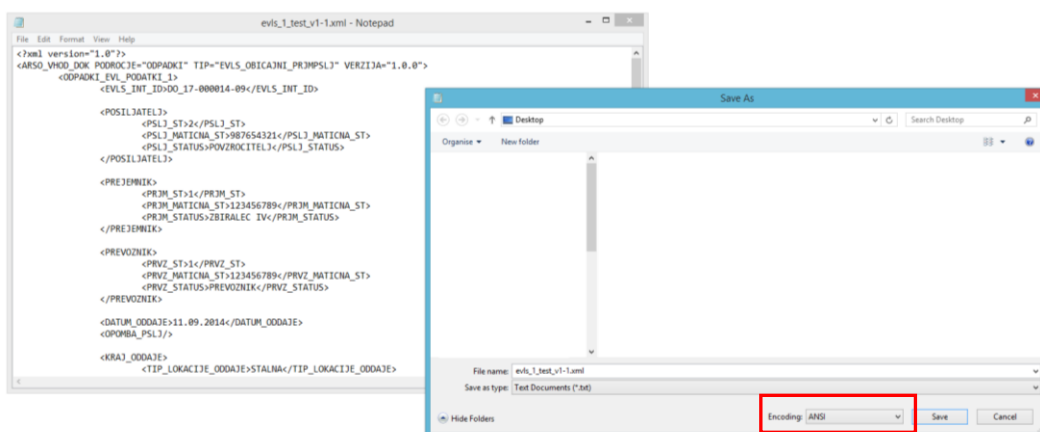 evls_1_test_v1-1.xml - Notepad
File Edit Format View Help
<?xml version="1.0"?>
<ARSO_VHOD_DOK PODROCJE="ODPADKI" TIP="EVLS_OBICAJNI_PRJMPSLJ" VERZIJA="1.0.0">
<ODPADKI_EVL_PODATKI_1>
<EVLS_INT_ID>DO_17-000014-09</EVLS_INT_ID>
<POSILJATELJ>
<PSLJ_ST>2</PSLJ_ST>
<PSLJ_MATICNA_ST>987654321</PSLJ_MATICNA_ST>
<PSLJ_STATUS>POVZROCITELJ</PSLJ_STATUS>
</POSILJATELJ>
<PREJEMNIK>
<PRJM_ST>1</PRJM_ST>
<PRJM_MATICNA_ST>123456789</PRJM_MATICNA_ST>
<PRJM_STATUS>ZBIRALEC IV</PRJM_STATUS>
</PREJEMNIK>
<PREVOZNIK>
<PRVZ_ST>1</PRVZ_ST>
<PRVZ_MATICNA_ST>123456789</PRVZ_MATICNA_ST>
<PRVZ_STATUS>PREVOZNIK</PRVZ_STATUS>
</PREVOZNIK>
<DATUM_ODDAJE>11.09.2014</DATUM_ODDAJE>
<OPOMBA_PSLJ/>
<KRAJ_ODDAJE>
<TIP_LOKACIJE_ODDAJE>STALNA</TIP_LOKACIJE_ODDAJE>
Save As
Desktop
Search Desktop
Organise
New folder
File name: evls_1_test_v1-1.xml
Save as type: Text Documents (*.txt)
Hide Folders
Encoding: ANSI
Save
Cancel